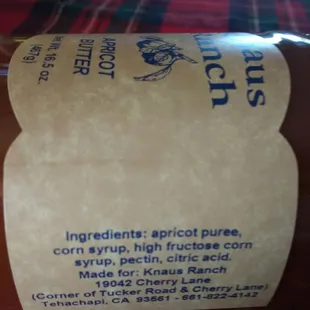 Knaus
Ranch
APRICOT
BUTTER
Net Wt. 16.5 oz.
(467g)
Ingredients: apricot puree,
corn syrup, high fructose corn
syrup, pectin, citric acid.
Made for: Knaus Ranch
19042 Cherry Lane
(Corner of Tucker Road & Cherry Lane)
Tehachapi, CA 93561 - 661-822-4142